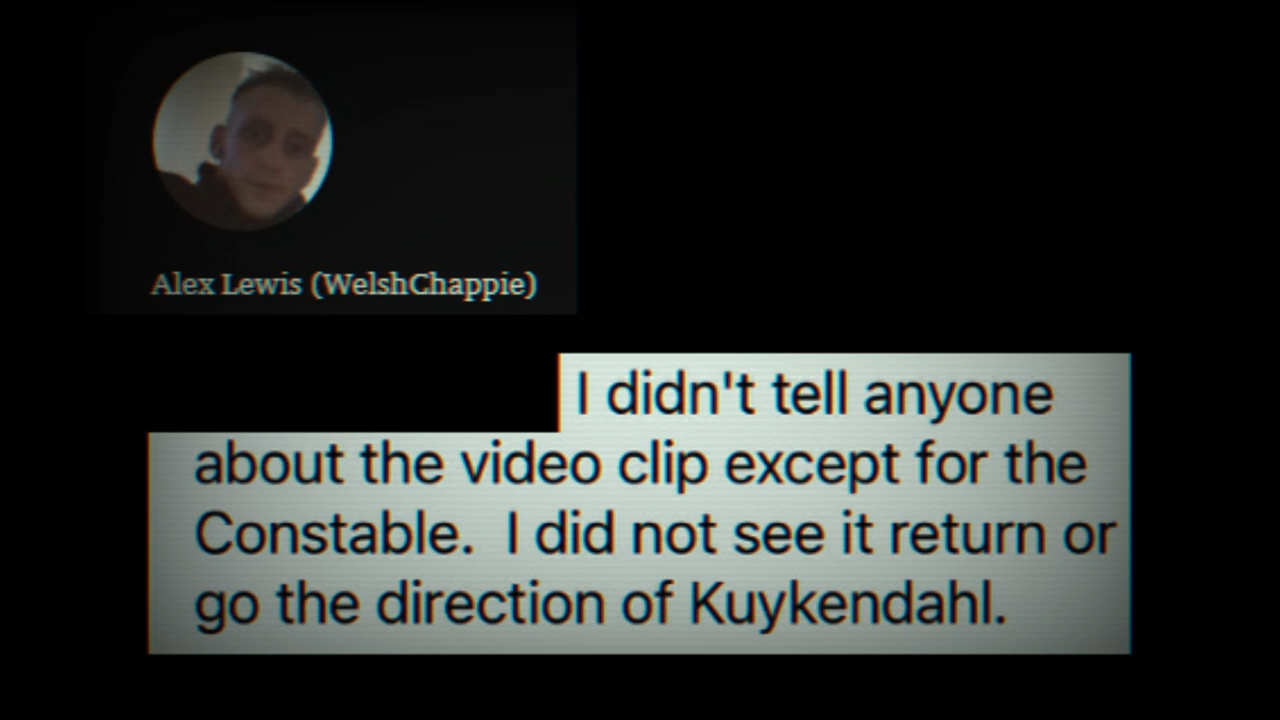 Alex Lewis (WelshChappie)
I didn't tell anyone
about the video clip except for the
Constable.  I did not see it return or
go the direction of Kuykendahl.